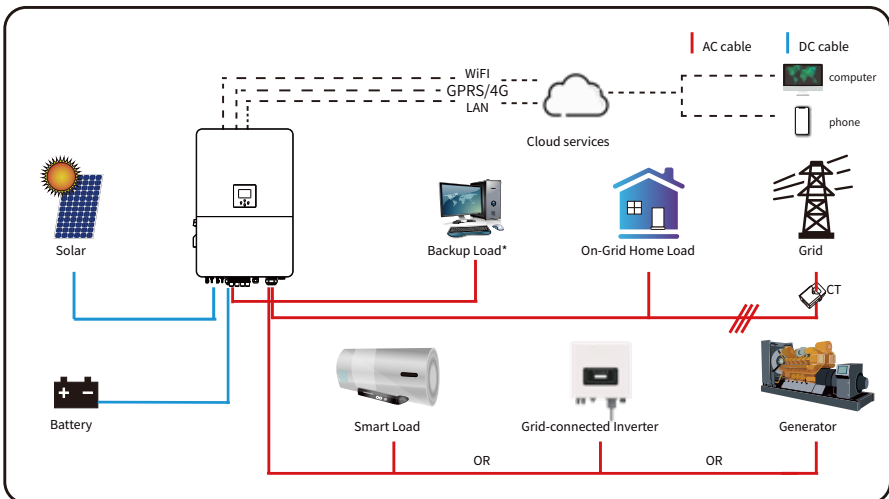 AC cable
DC cable
WiFI
GPRS/4G
LAN
Cloud services
computer
phone
Solar
Backup Load*
On-Grid Home Load
Grid
CT
Battery
Smart Load
Grid-connected Inverter
Generator
OR
OR